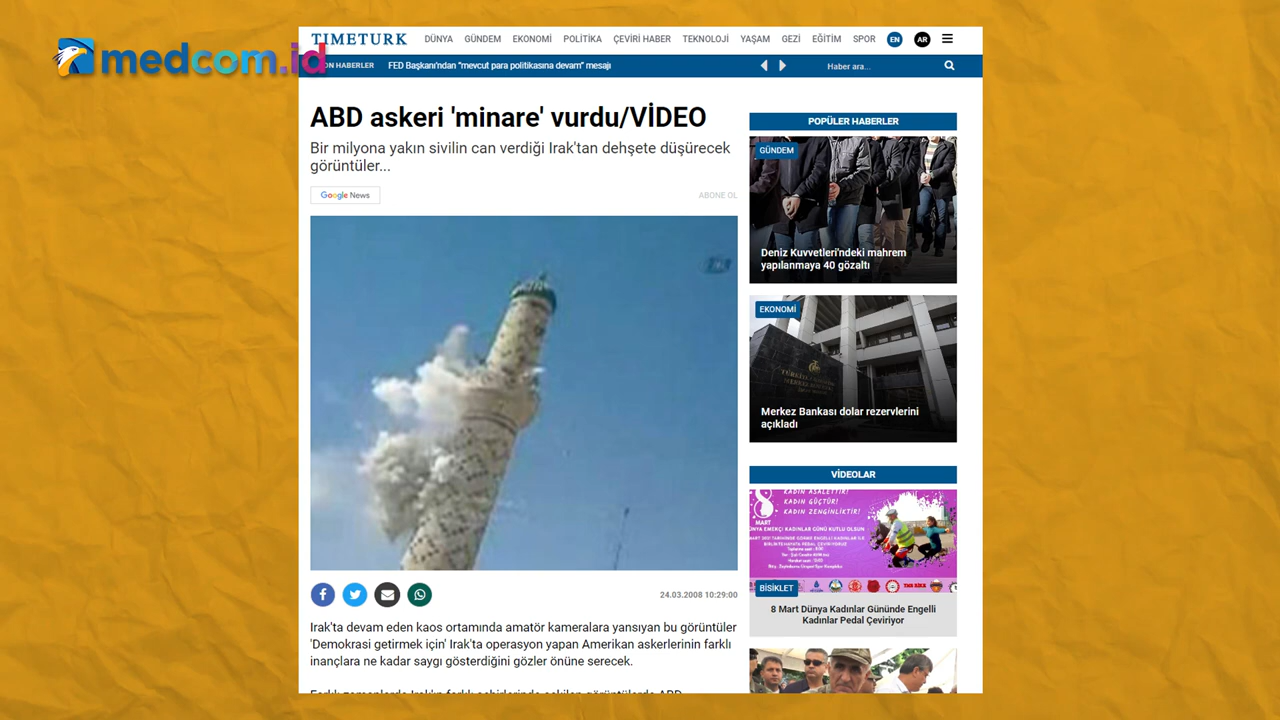 medcom.id
TIMETURK
DÜNYA GÜNDEM EKONOMİ POLİTİKA ÇEVİRİ HABER TEKNOLOJİ YAŞAM GEZİ EĞİTİM SPOR EN AR
ON HABERLER FED Başkanı'ndan "mevcut para politikasına devam" mesajı Haber ara...
ABD askeri 'minare' vurdu/VİDEO
Bir milyona yakın sivilin can verdiği Irak'tan dehşete düşürecek
görüntüler...
Google News ABONE OL
24.03.2008 10:29:00
Irak'ta devam eden kaos ortamında amatör kameralara yansıyan bu görüntüler
'Demokrasi getirmek için' Irak'ta operasyon yapan Amerikan askerlerinin farklı
inançlara ne kadar saygı gösterdiğini gözler önüne serecek.
POPÜLER HABERLER
GÜNDEM
Deniz Kuvvetleri'ndeki mahrem
yapılanmaya 40 gözaltı
EKONOMİ
TÜRKİYE
MERKEZ
Merkez Bankası dolar rezervlerini
açıkladı
VİDEOLAR
KADIN ASALETTİR!
8 KADIN GÜÇTÜR!
KADIN ZENGİNLİKTİR!
MART
BİSİKLET
8 Mart Dünya Kadınlar Gününde Engelli
Kadınlar Pedal Çeviriyor